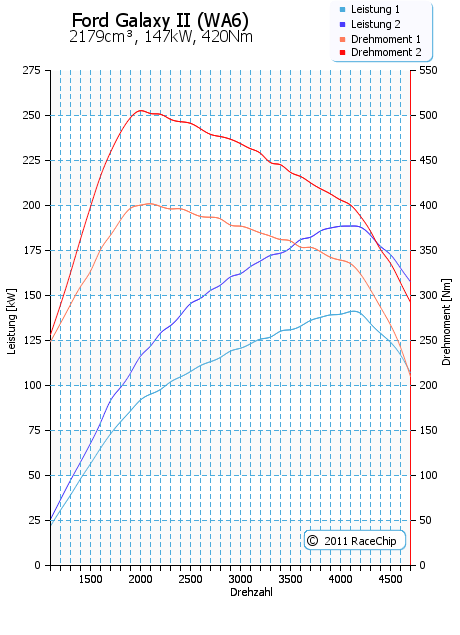 Ford Galaxy II (WA6)
2179cm³, 147kW, 420Nm
Leistung 1
Leistung 2
Drehmoment 1
Drehmoment 2
275
250
225
200
175
150
125
100
75
50
25
0
Leistung [kW]
550
500
450
400
350
300
250
200
150
100
50
0
Drehmoment [Nm]
© 2011 RaceChip
1500 2000 2500 3000 3500 4000 4500
Drehzahl